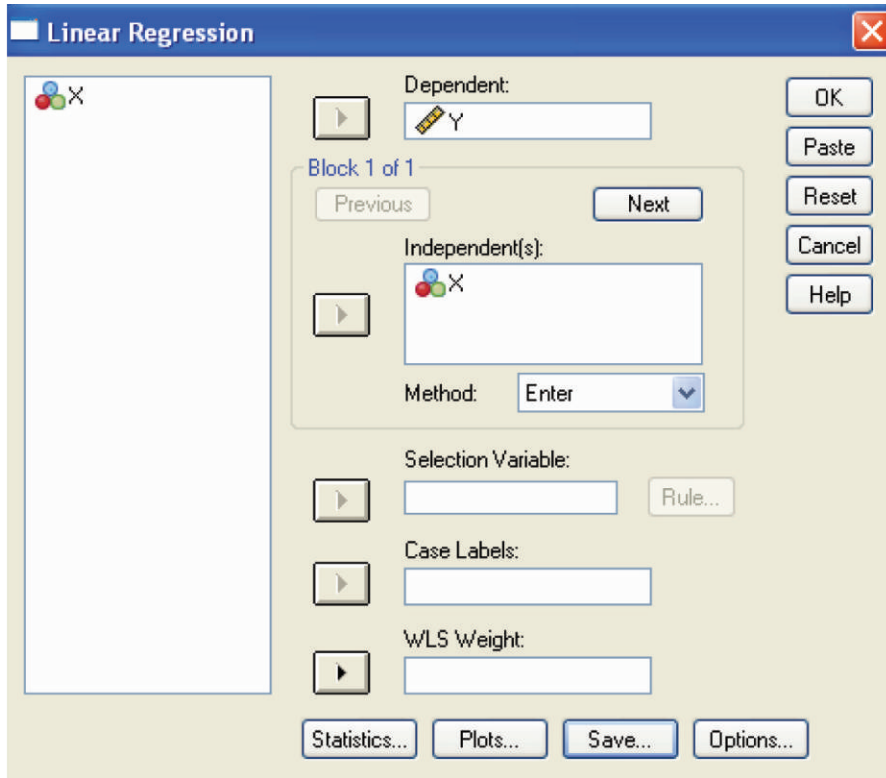 Linear Regression
X
Dependent:
Y
OK
Paste
Reset
Cancel
Help
Block 1 of 1
Previous
Next
Independent(s):
X
Method:
Enter
Selection Variable:
Rule...
Case Labels:
WLS Weight:
Statistics...
Plots...
Save...
Options...